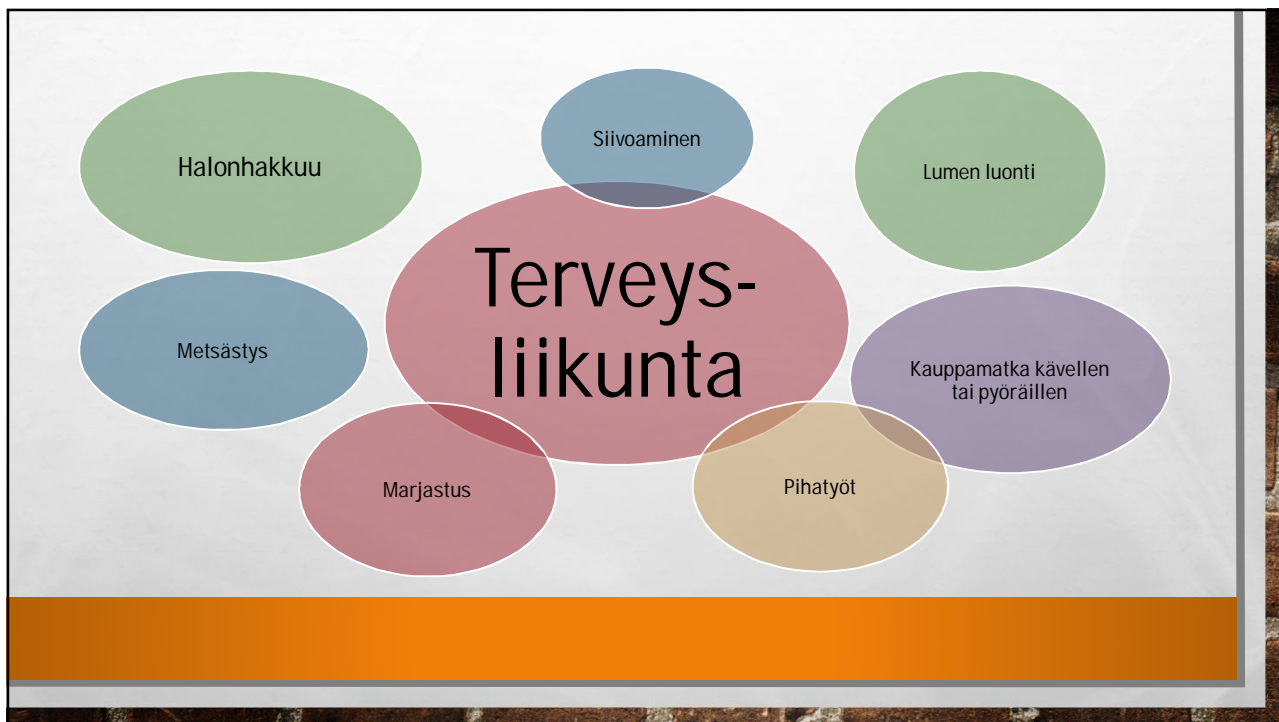 Siivoaminen
Halonhakkuu
Lumen luonti
Terveys-
liikunta
Metsästys
Kauppamatka kävellen
tai pyöräillen
Marjastus
Pihatyöt